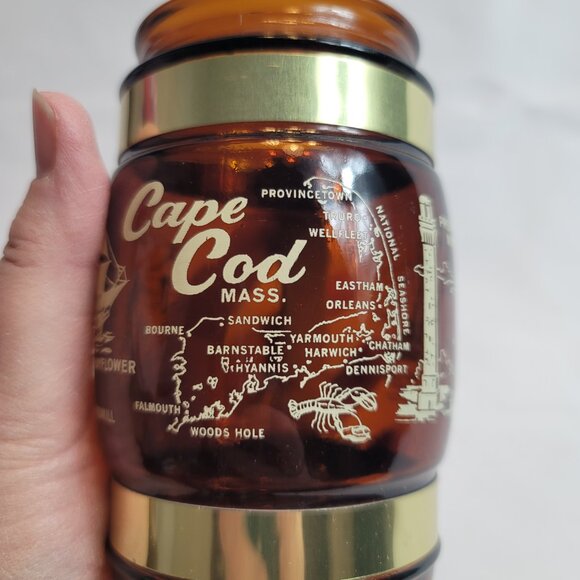 Cape
Cod
MASS.
PROVINCETOWN
TRURO
WELLFLEET
NATIONAL
SEASHORE
EASTHAM
ORLEANS
BOURNE
SANDWICH
YARMOUTH
CHATHAM
BARNSTABLE
HARWICH
HYANNIS
DENNISPORT
FALMOUTH
WOODS HOLE